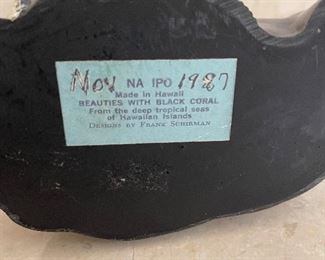 Nov NA IPO 1987
Made in Hawaii
BEAUTIES WITH BLACK CORAL
From the deep tropical seas
of Hawaiian Islands
DESIGNS BY FRANK SCHIRMAN